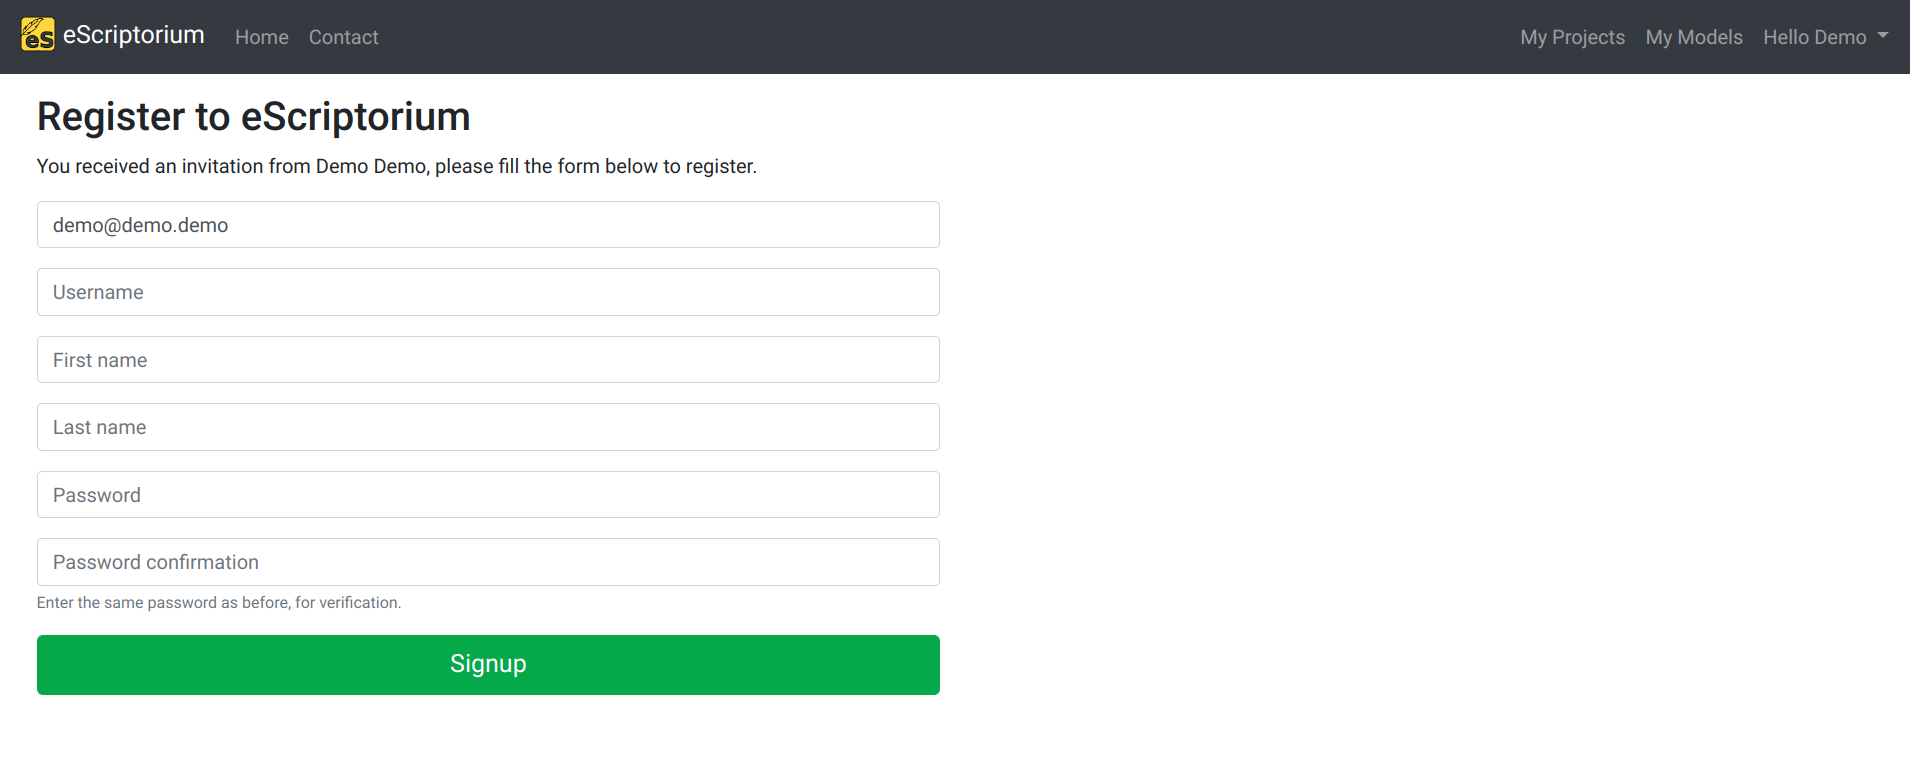 eS eScriptorium Home Contact My Projects My Models Hello Demo
Register to eScriptorium
You received an invitation from Demo Demo, please fill the form below to register.
demo@demo.demo
Username
First name
Last name
Password
Password confirmation
Enter the same password as before, for verification.
Signup